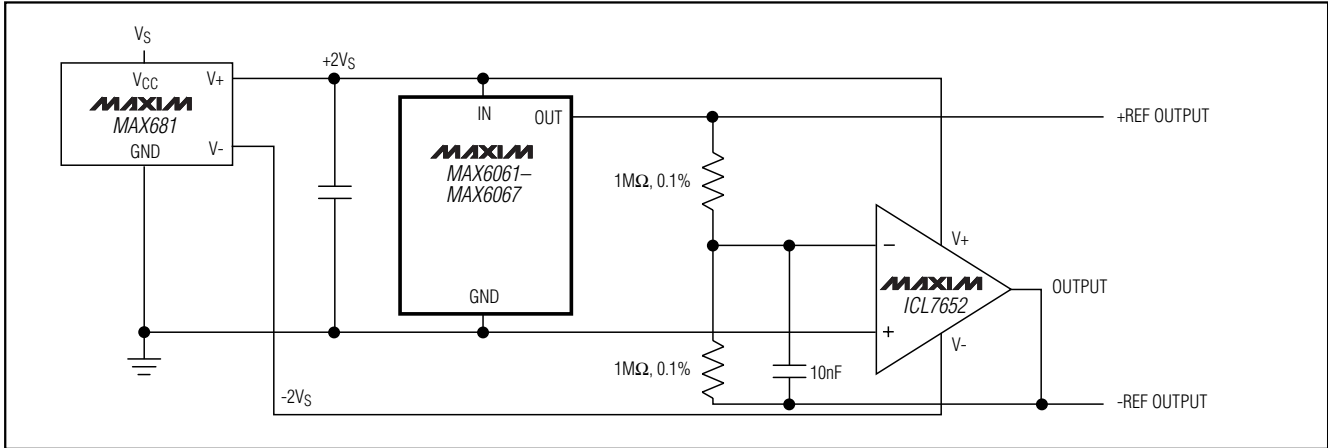 VS
VCC
V+
MAXIM
MAX681
GND
V-
+2VS
IN
OUT
MAXIM
MAX6061–
MAX6067
GND
+REF OUTPUT
1MΩ, 0.1%
−
V+
MAXIM
ICL7652
OUTPUT
+
V-
1MΩ, 0.1%
10nF
-2VS
-REF OUTPUT